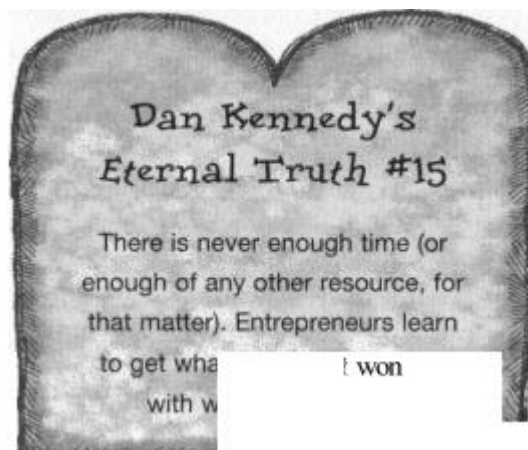 Dan Kennedy's
Eternal Truth #15
There is never enough time (or
enough of any other resource, for
that matter). Entrepreneurs learn
to get won
with